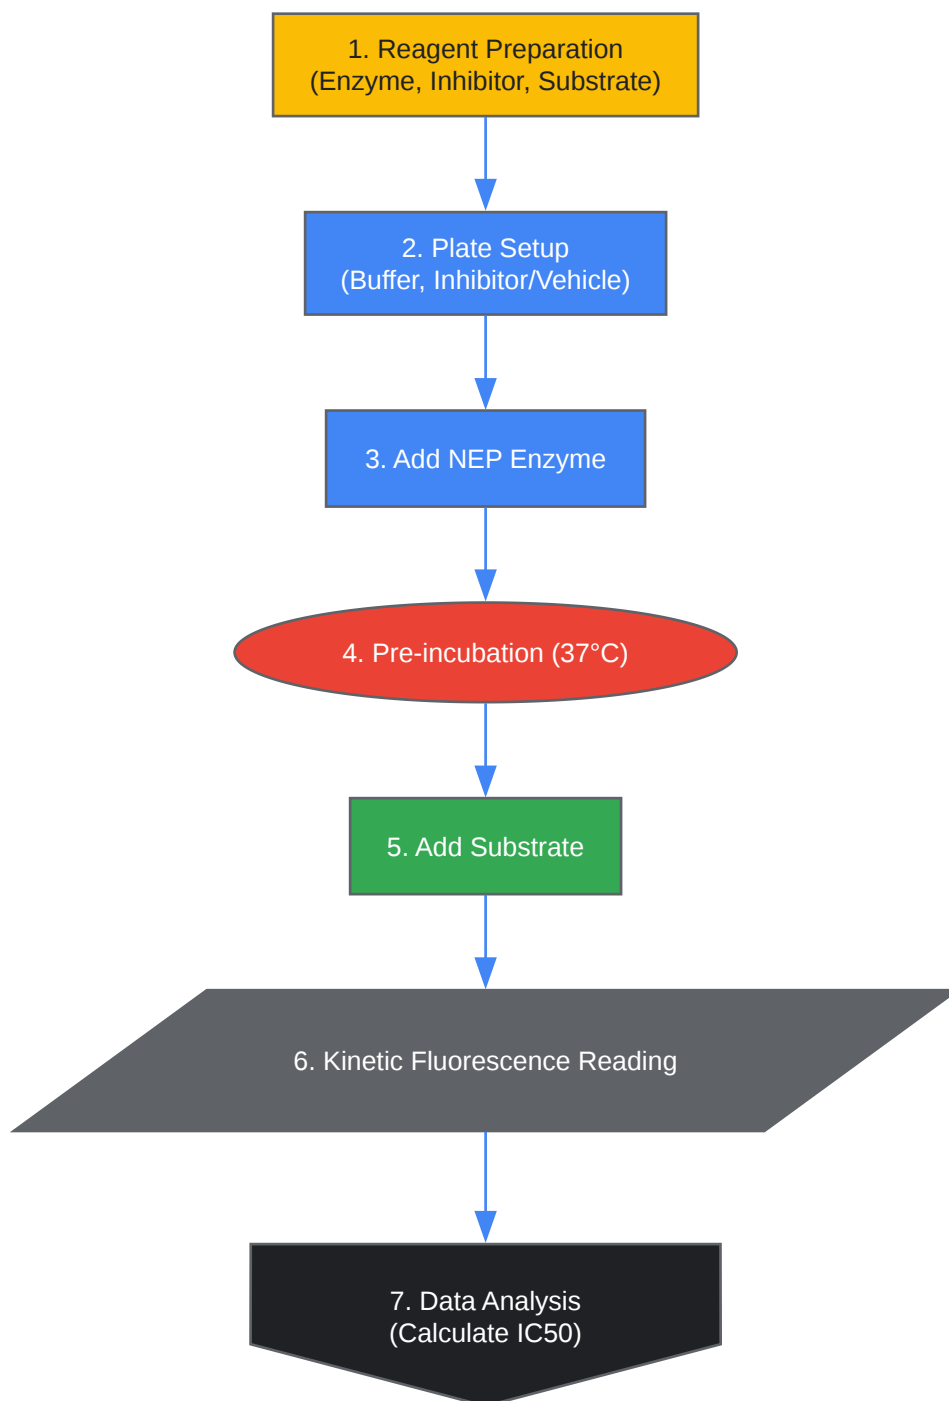 1. Reagent Preparation
(Enzyme, Inhibitor, Substrate)
2. Plate Setup
(Buffer, Inhibitor/Vehicle)
3. Add NEP Enzyme
4. Pre-incubation (37°C)
5. Add Substrate
6. Kinetic Fluorescence Reading
7. Data Analysis
(Calculate IC50)